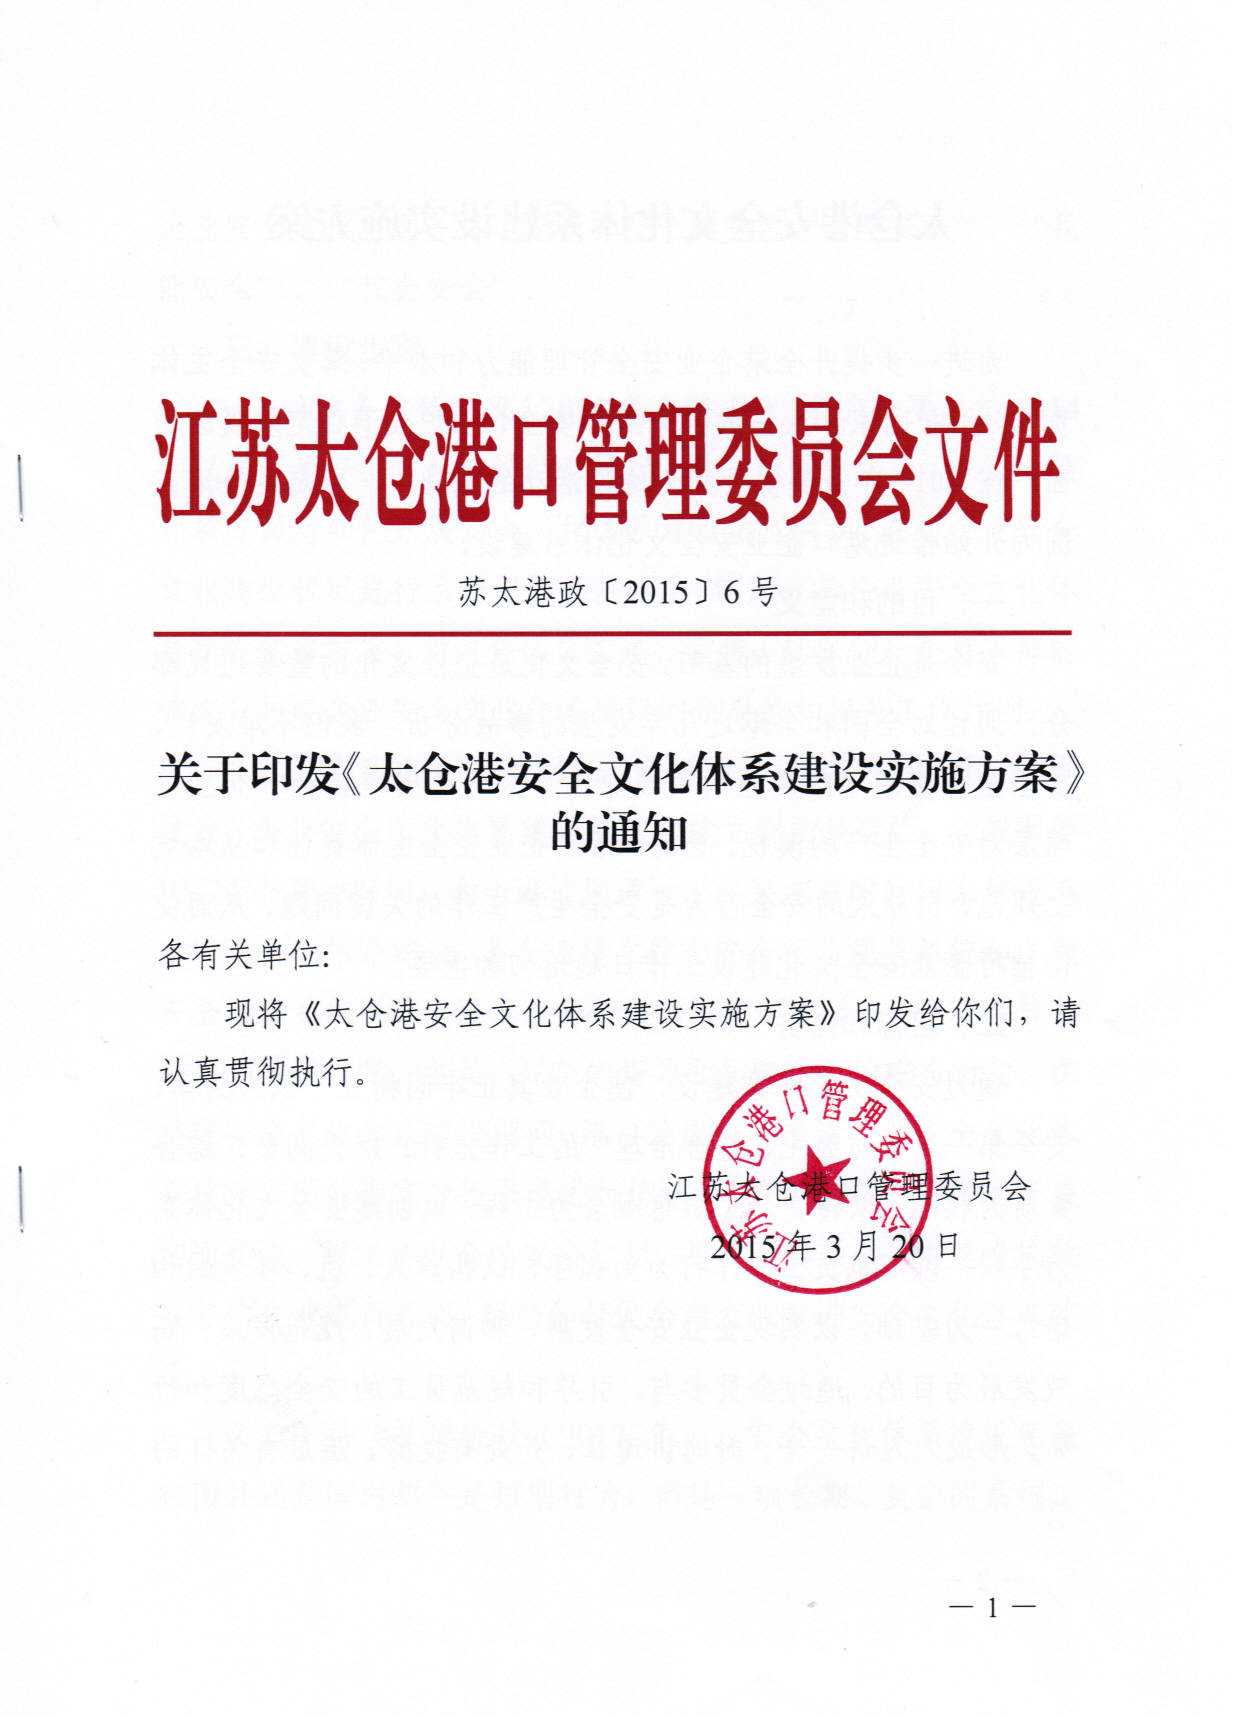 江苏太仓港口管理委员会文件
苏太港政〔2015〕6号
关于印发《太仓港安全文化体系建设实施方案》
的通知
各有关单位:
现将《太仓港安全文化体系建设实施方案》印发给你们，请
认真贯彻执行。
江苏太仓港口管理委员会
江苏太仓港口管理委员会
2015年3月20日
— 1 —